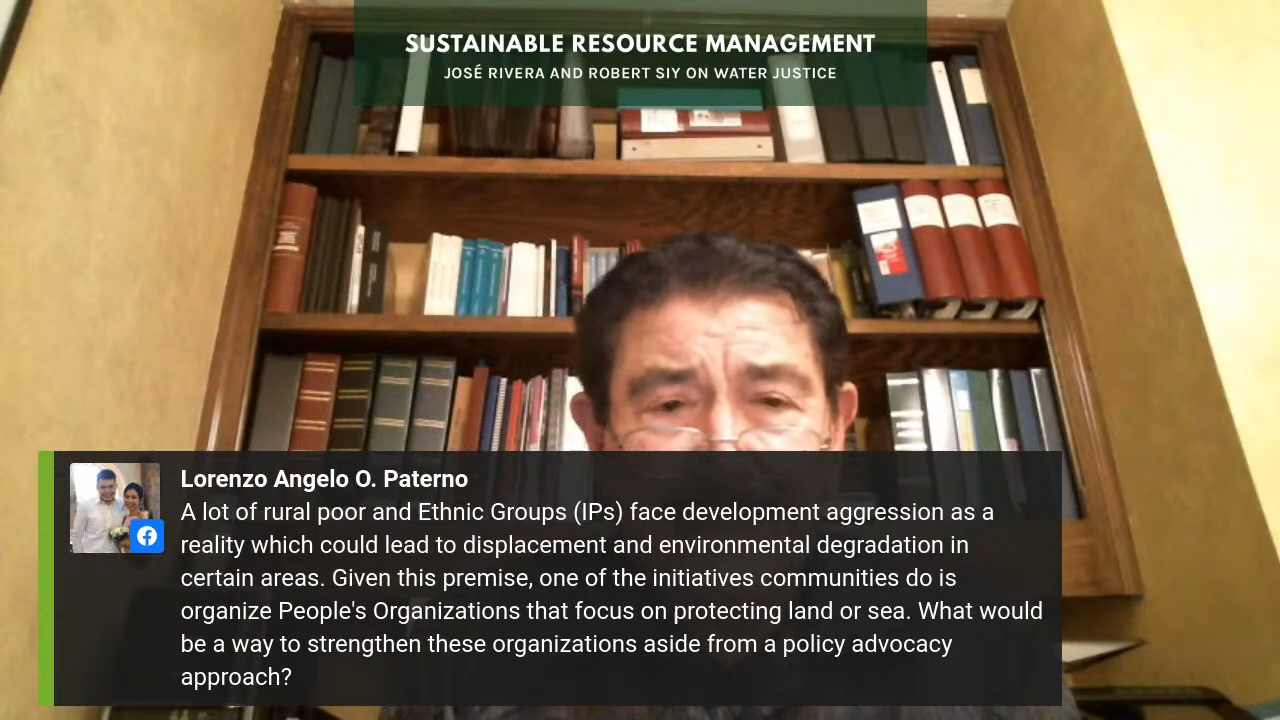 SUSTAINABLE RESOURCE MANAGEMENT
JOSÉ RIVERA AND ROBERT SIY ON WATER JUSTICE
Lorenzo Angelo O. Paterno
A lot of rural poor and Ethnic Groups (IPs) face development aggression as a
reality which could lead to displacement and environmental degradation in
certain areas. Given this premise, one of the initiatives communities do is
organize People's Organizations that focus on protecting land or sea. What would
be a way to strengthen these organizations aside from a policy advocacy
approach?